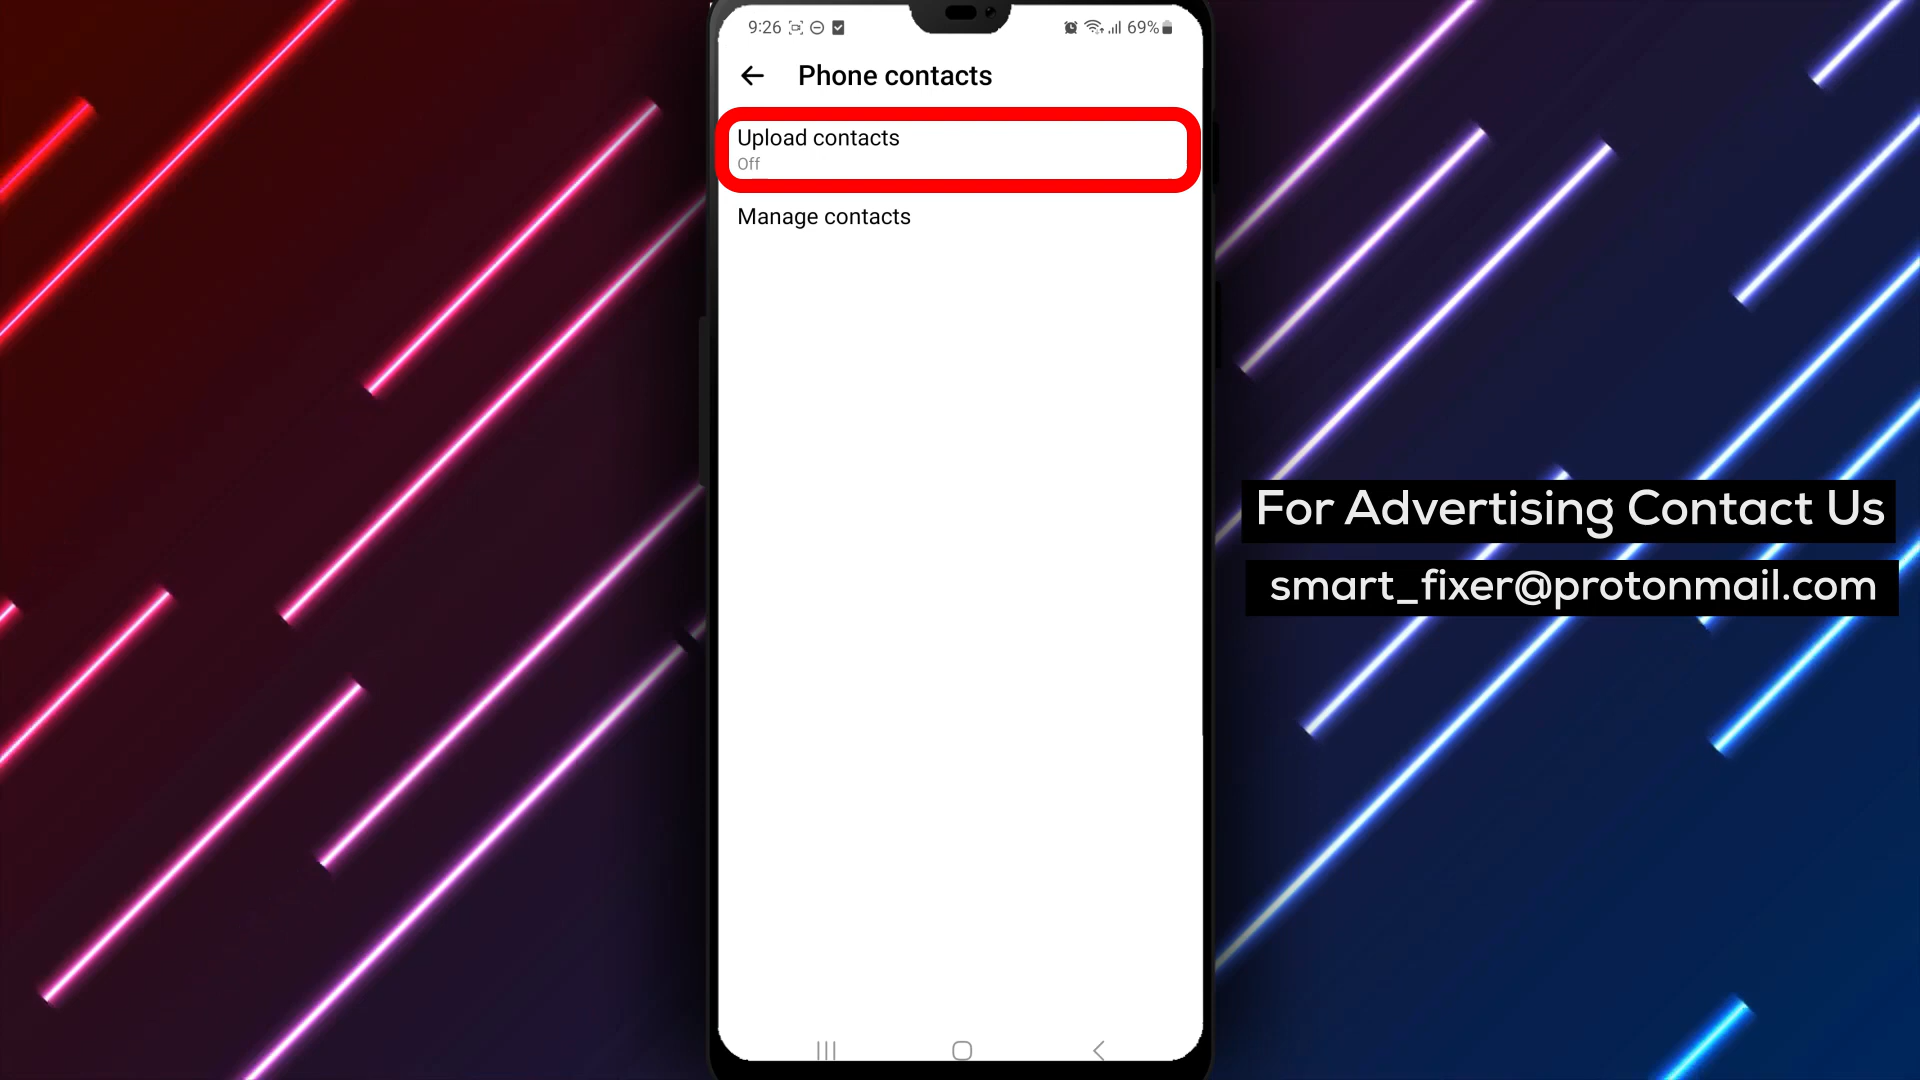 9:26
69%
Phone contacts
Upload contacts
Off
Manage contacts
For Advertising Contact Us
smart_fixer@protonmail.com